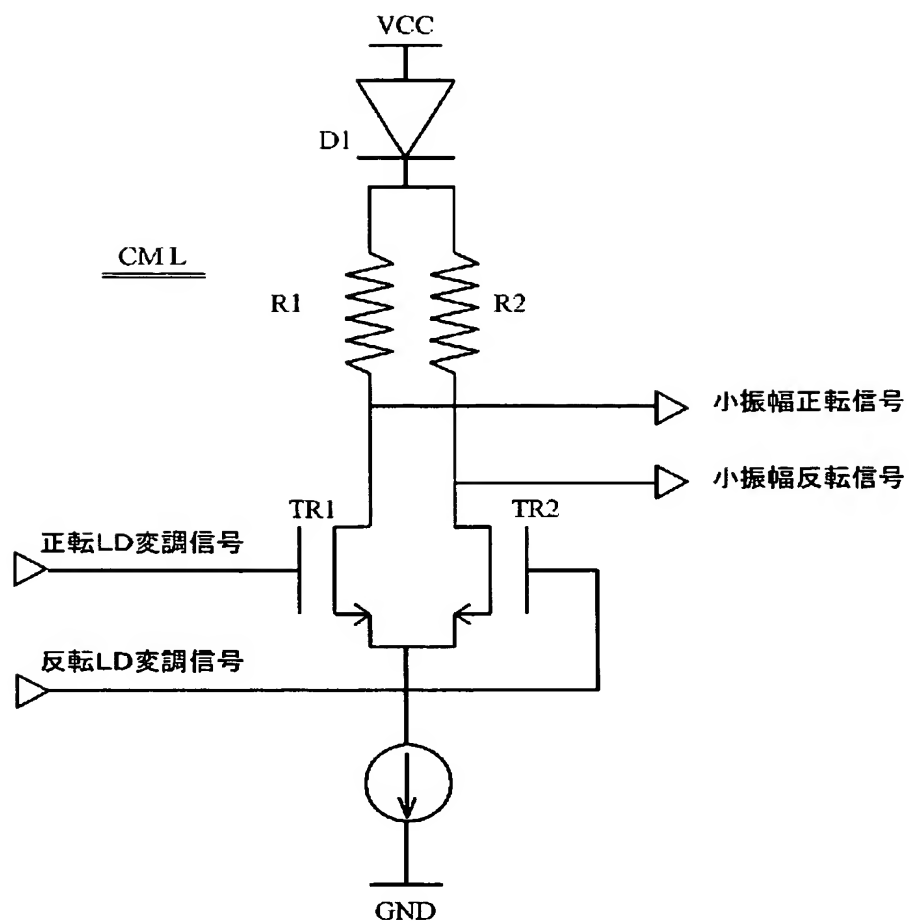 VCC
D1
CML
R1
R2
小振幅正転信号
小振幅反転信号
TR1
TR2
正転LD変調信号
反転LD変調信号
GND